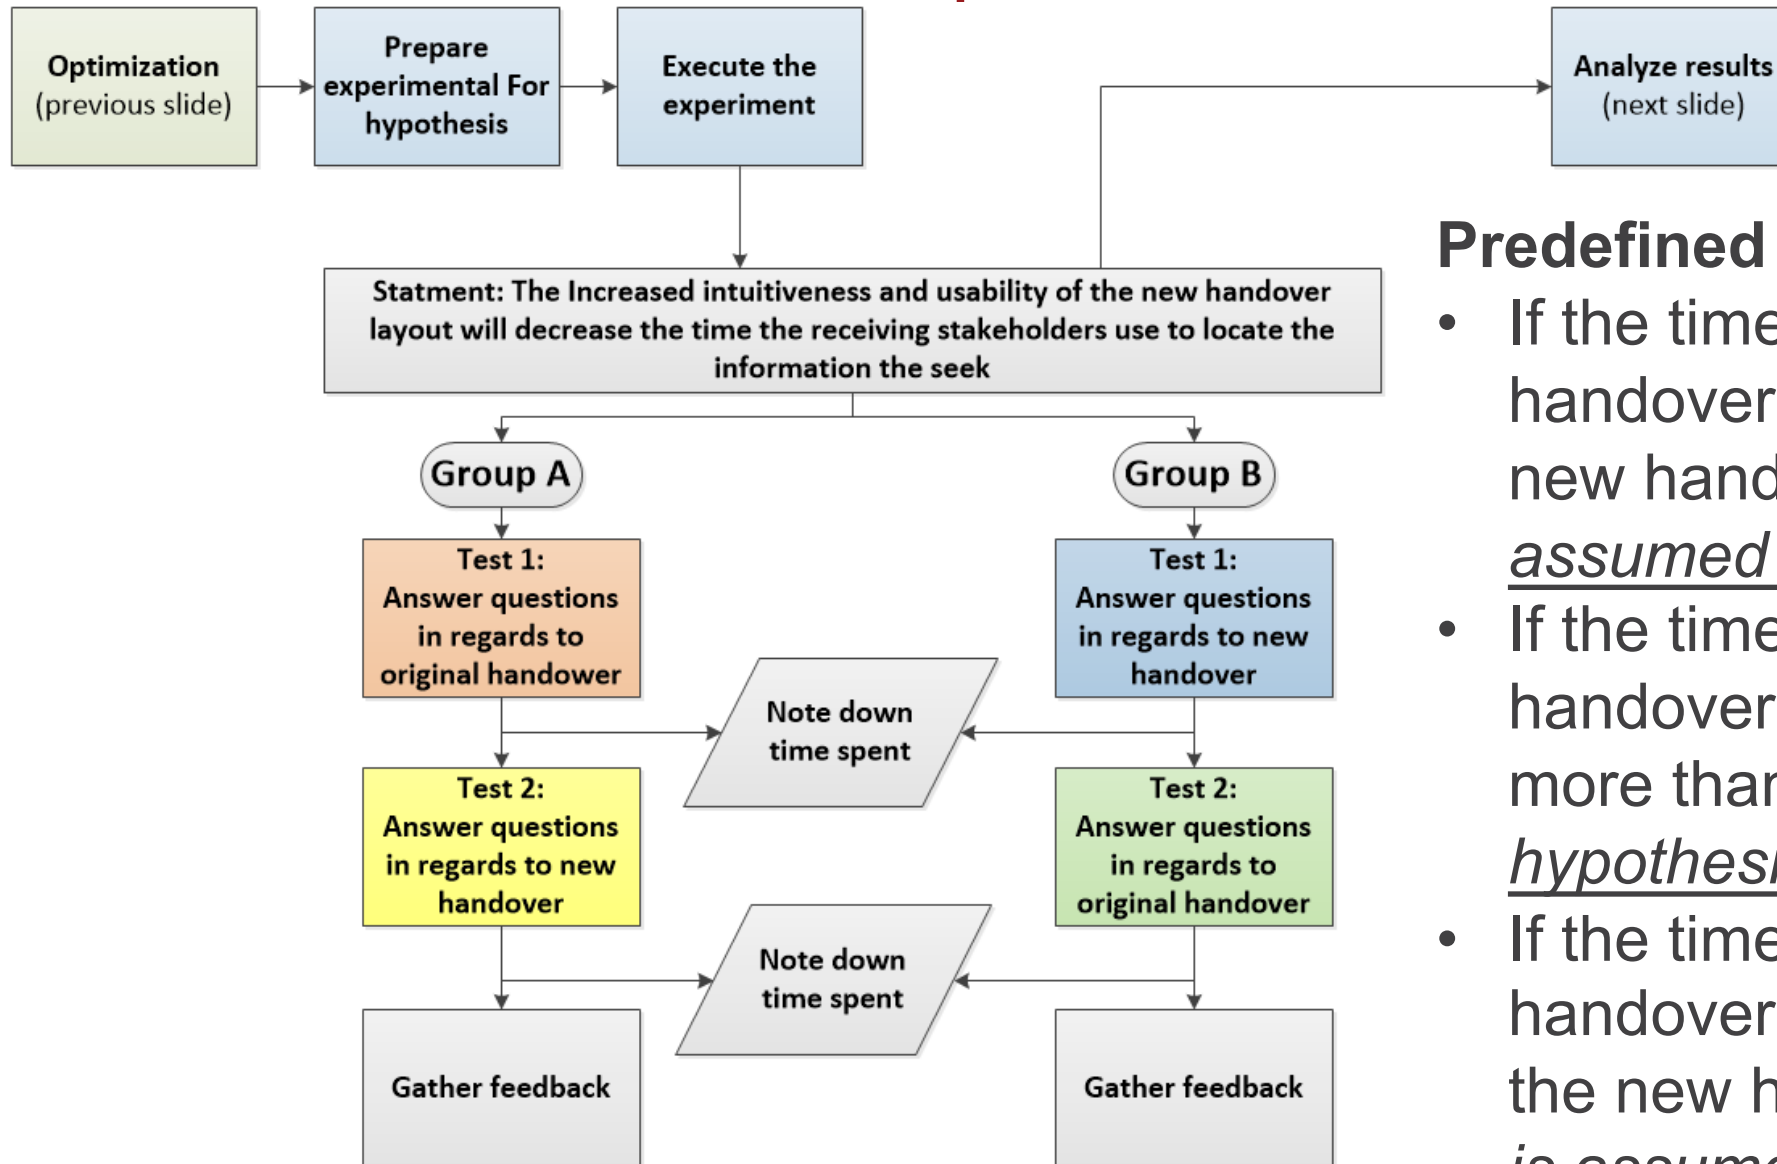 Optimization
(previous slide)
Prepare
experimental For
hypothesis
Execute the
experiment
Analyze results
(next slide)
Statment: The Increased intuitiveness and usability of the new handover
layout will decrease the time the receiving stakeholders use to locate the
information the seek
Group A
Group B
Test 1:
Answer questions
in regards to
original handower
Test 1:
Answer questions
in regards to new
handover
Note down
time spent
Test 2:
Answer questions
in regards to new
handover
Test 2:
Answer questions
in regards to
original handover
Note down
time spent
Gather feedback
Gather feedback
Predefined
• If the time
handover
new hand
assumed
• If the time
handover
more than
hypothesi
• If the time
handover
the new h
is assume